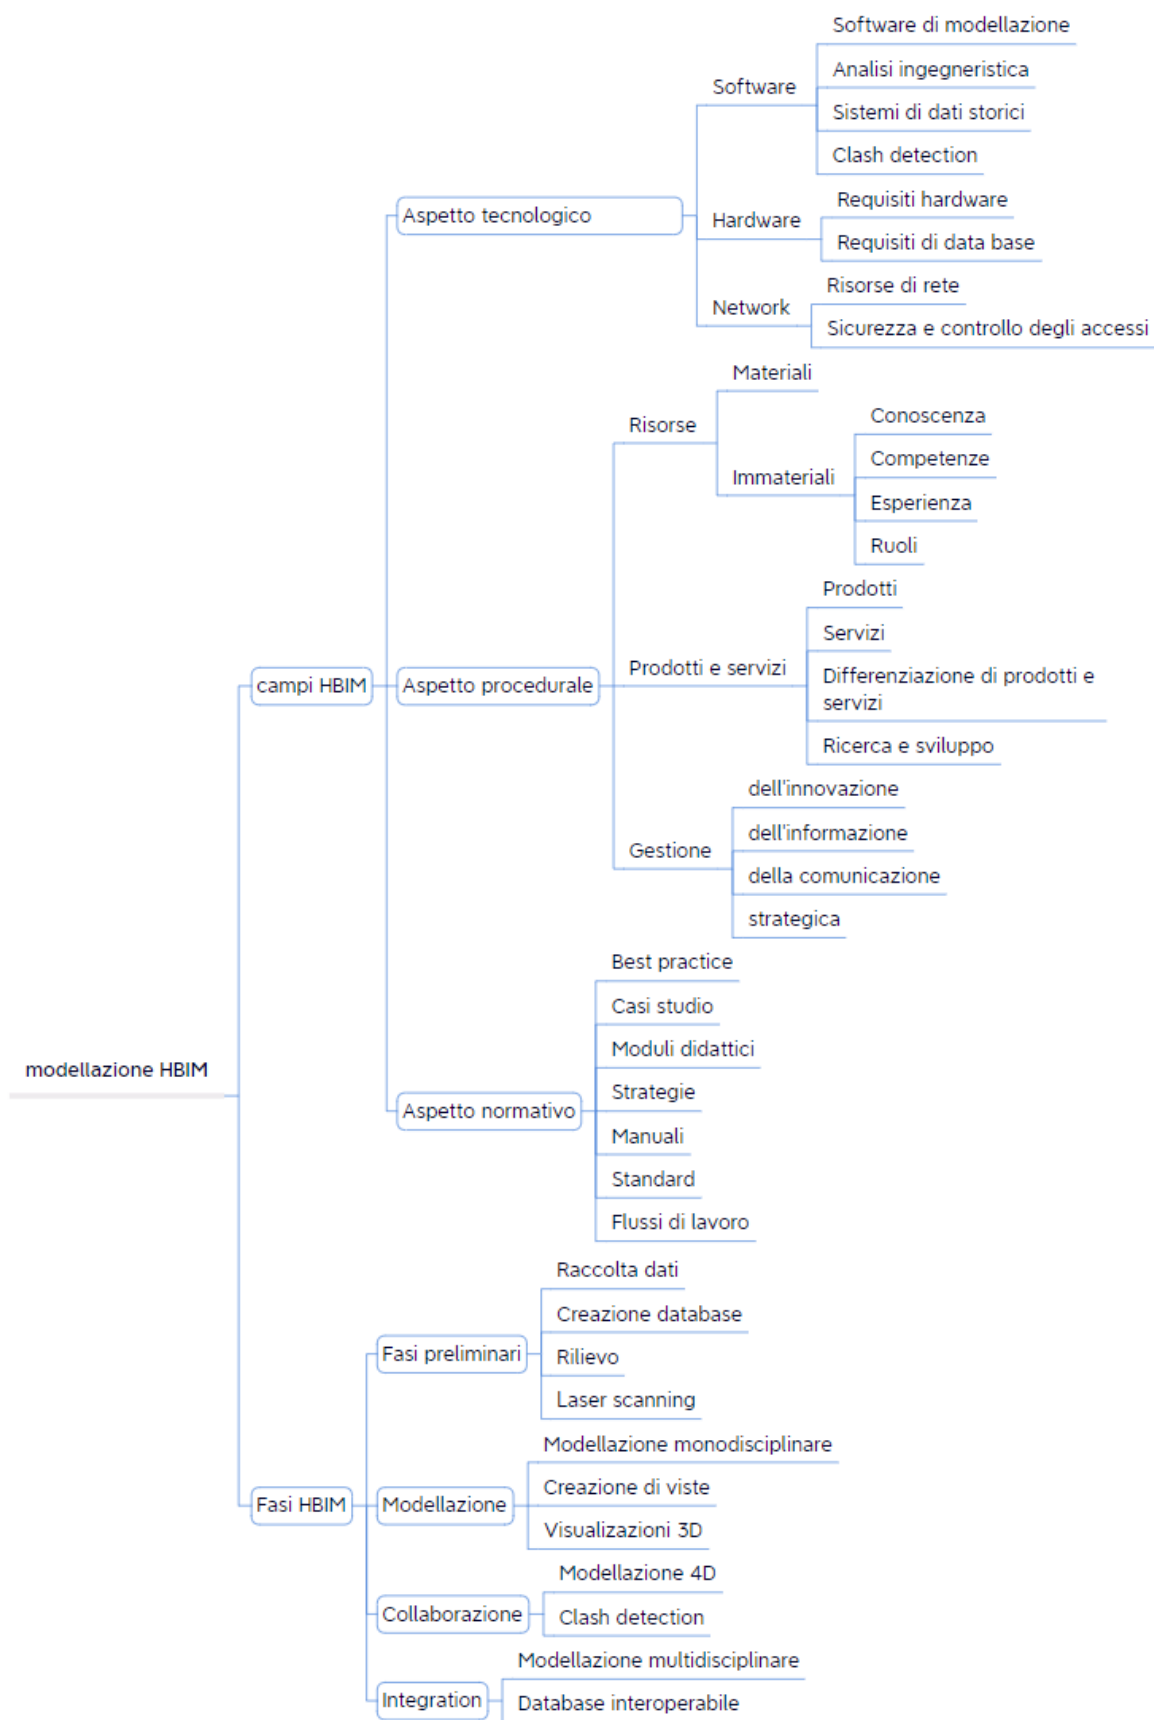 Software di modellazione
Analisi ingegneristica
Software
Sistemi di dati storici
Clash detection
Requisiti hardware
Aspetto tecnologico
Hardware
Requisiti di data base
Risorse di rete
Network
Sicurezza e controllo degli accessi
Materiali
Conoscenza
Risorse
Competenze
Immateriali
Esperienza
Ruoli
Prodotti
Servizi
Prodotti e servizi
campi HBIM
Aspetto procedurale
Differenziazione di prodotti e
servizi
Ricerca e sviluppo
dell'innovazione
dell'informazione
Gestione
della comunicazione
strategica
Best practice
Casi studio
Moduli didattici
modellazione HBIM
Strategie
Aspetto normativo
Manuali
Standard
Flussi di lavoro
Raccolta dati
Creazione database
Fasi preliminari
Rilievo
Laser scanning
Modellazione monodisciplinare
Creazione di viste
Fasi HBIM
Modellazione
Visualizzazioni 3D
Modellazione 4D
Collaborazione
Clash detection
Modellazione multidisciplinare
Integration
Database interoperabile